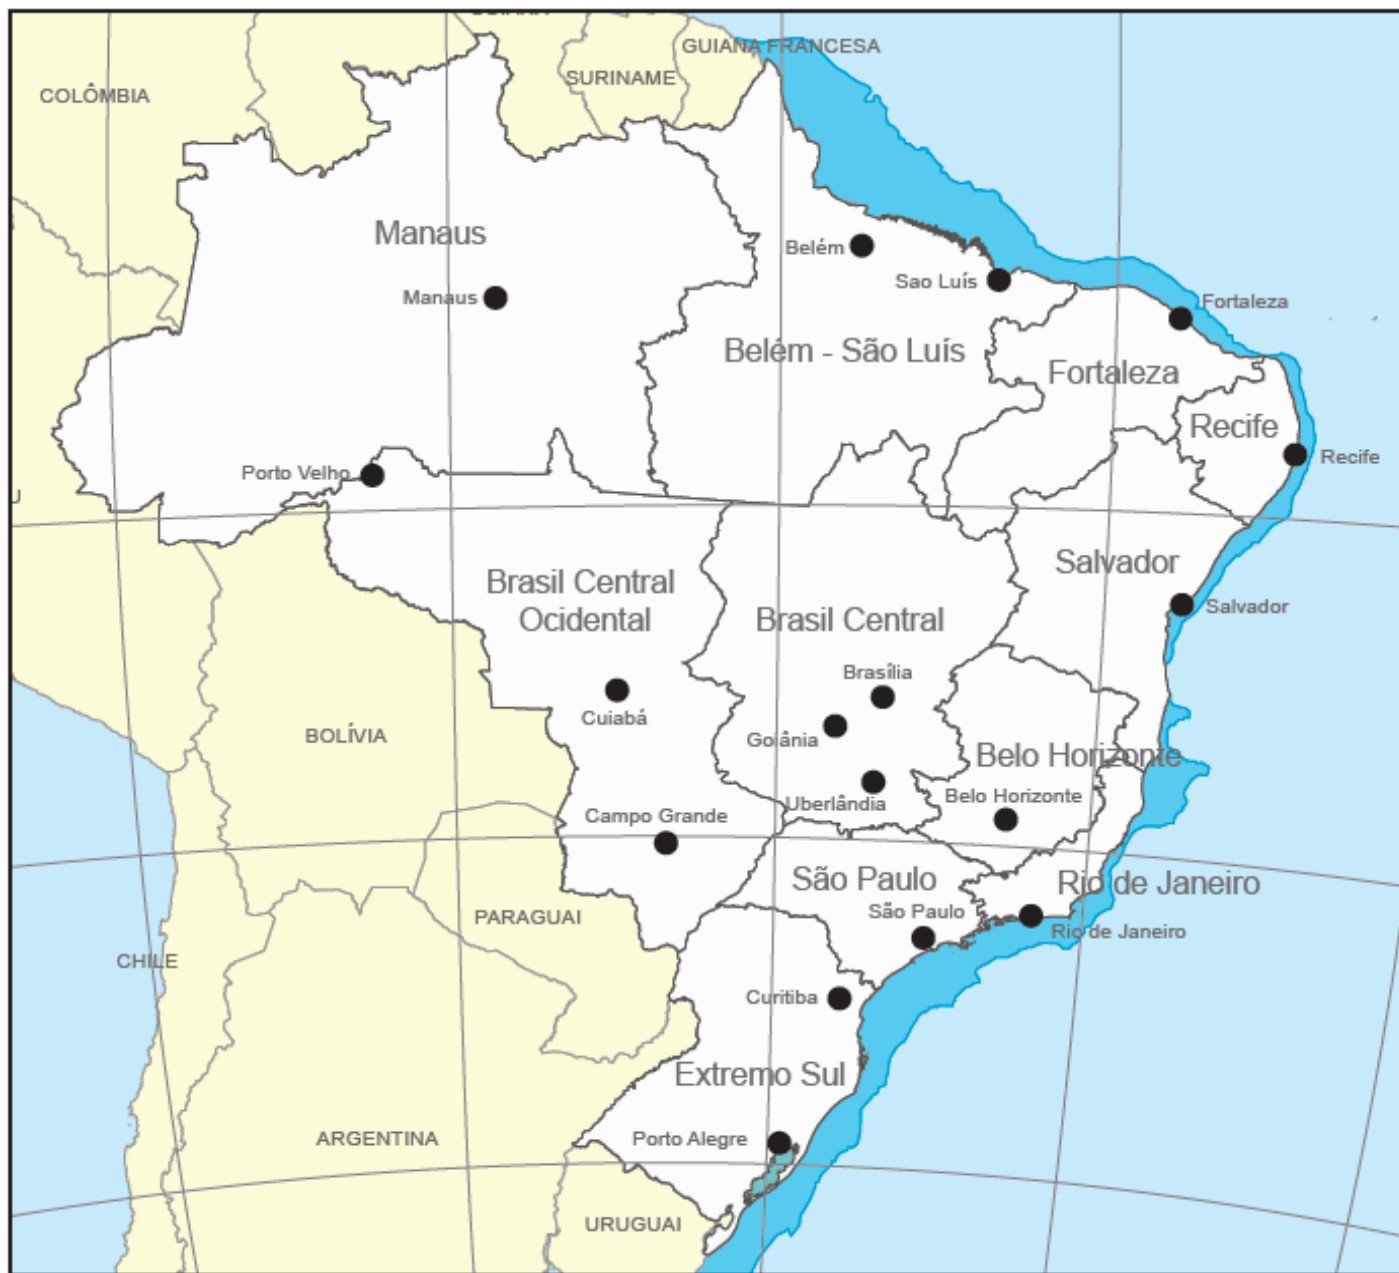 GUIANA FRANCESA
SURINAME
COLÔMBIA
Manaus
Manaus
Belém
Sao Luís
Fortaleza
Belém - São Luís
Fortaleza
Recife
Recife
Porto Velho
Salvador
Salvador
Brasil Central
Ocidental
Brasil Central
Brasília
Cuiabá
Goiânia
BOLÍVIA
Belo Horizonte
Belo Horizonte
Uberlândia
Campo Grande
São Paulo
Rio de Janeiro
São Paulo
Rio de Janeiro
PARAGUAI
CHILE
Curitiba
Extremo Sul
ARGENTINA
Porto Alegre
URUGUAI